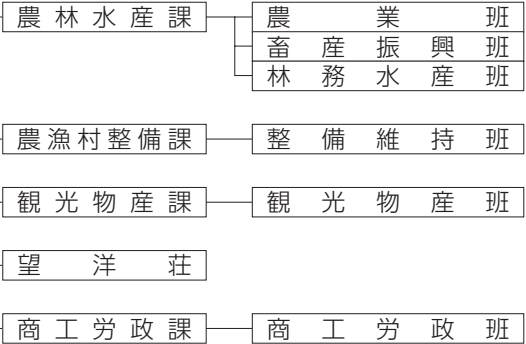 農林水産課 農業班
畜産振興班
林務水産班
農漁村整備課 整備維持班
観光物産課 観光物産班
望洋荘
商工労政課 商工労政班